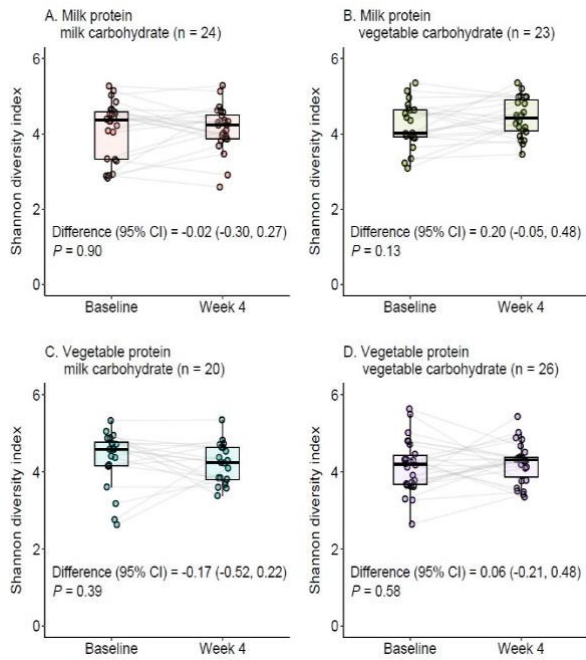 A. Milk protein
milk carbohydrate (n = 24)
Shannon diversity index
6
4
2
0
Difference (95% CI) = -0.02 (-0.30, 0.27)
P = 0.90
Baseline
Week 4
B. Milk protein
vegetable carbohydrate (n = 23)
Shannon diversity index
6
4
2
0
Difference (95% CI) = 0.20 (-0.05, 0.48)
P = 0.13
Baseline
Week 4
C. Vegetable protein
milk carbohydrate (n = 20)
Shannon diversity index
6
4
2
0
Difference (95% CI) = -0.17 (-0.52, 0.22)
P = 0.39
Baseline
Week 4
D. Vegetable protein
vegetable carbohydrate (n = 26)
Shannon diversity index
6
4
2
0
Difference (95% CI) = 0.06 (-0.21, 0.48)
P = 0.58
Baseline
Week 4